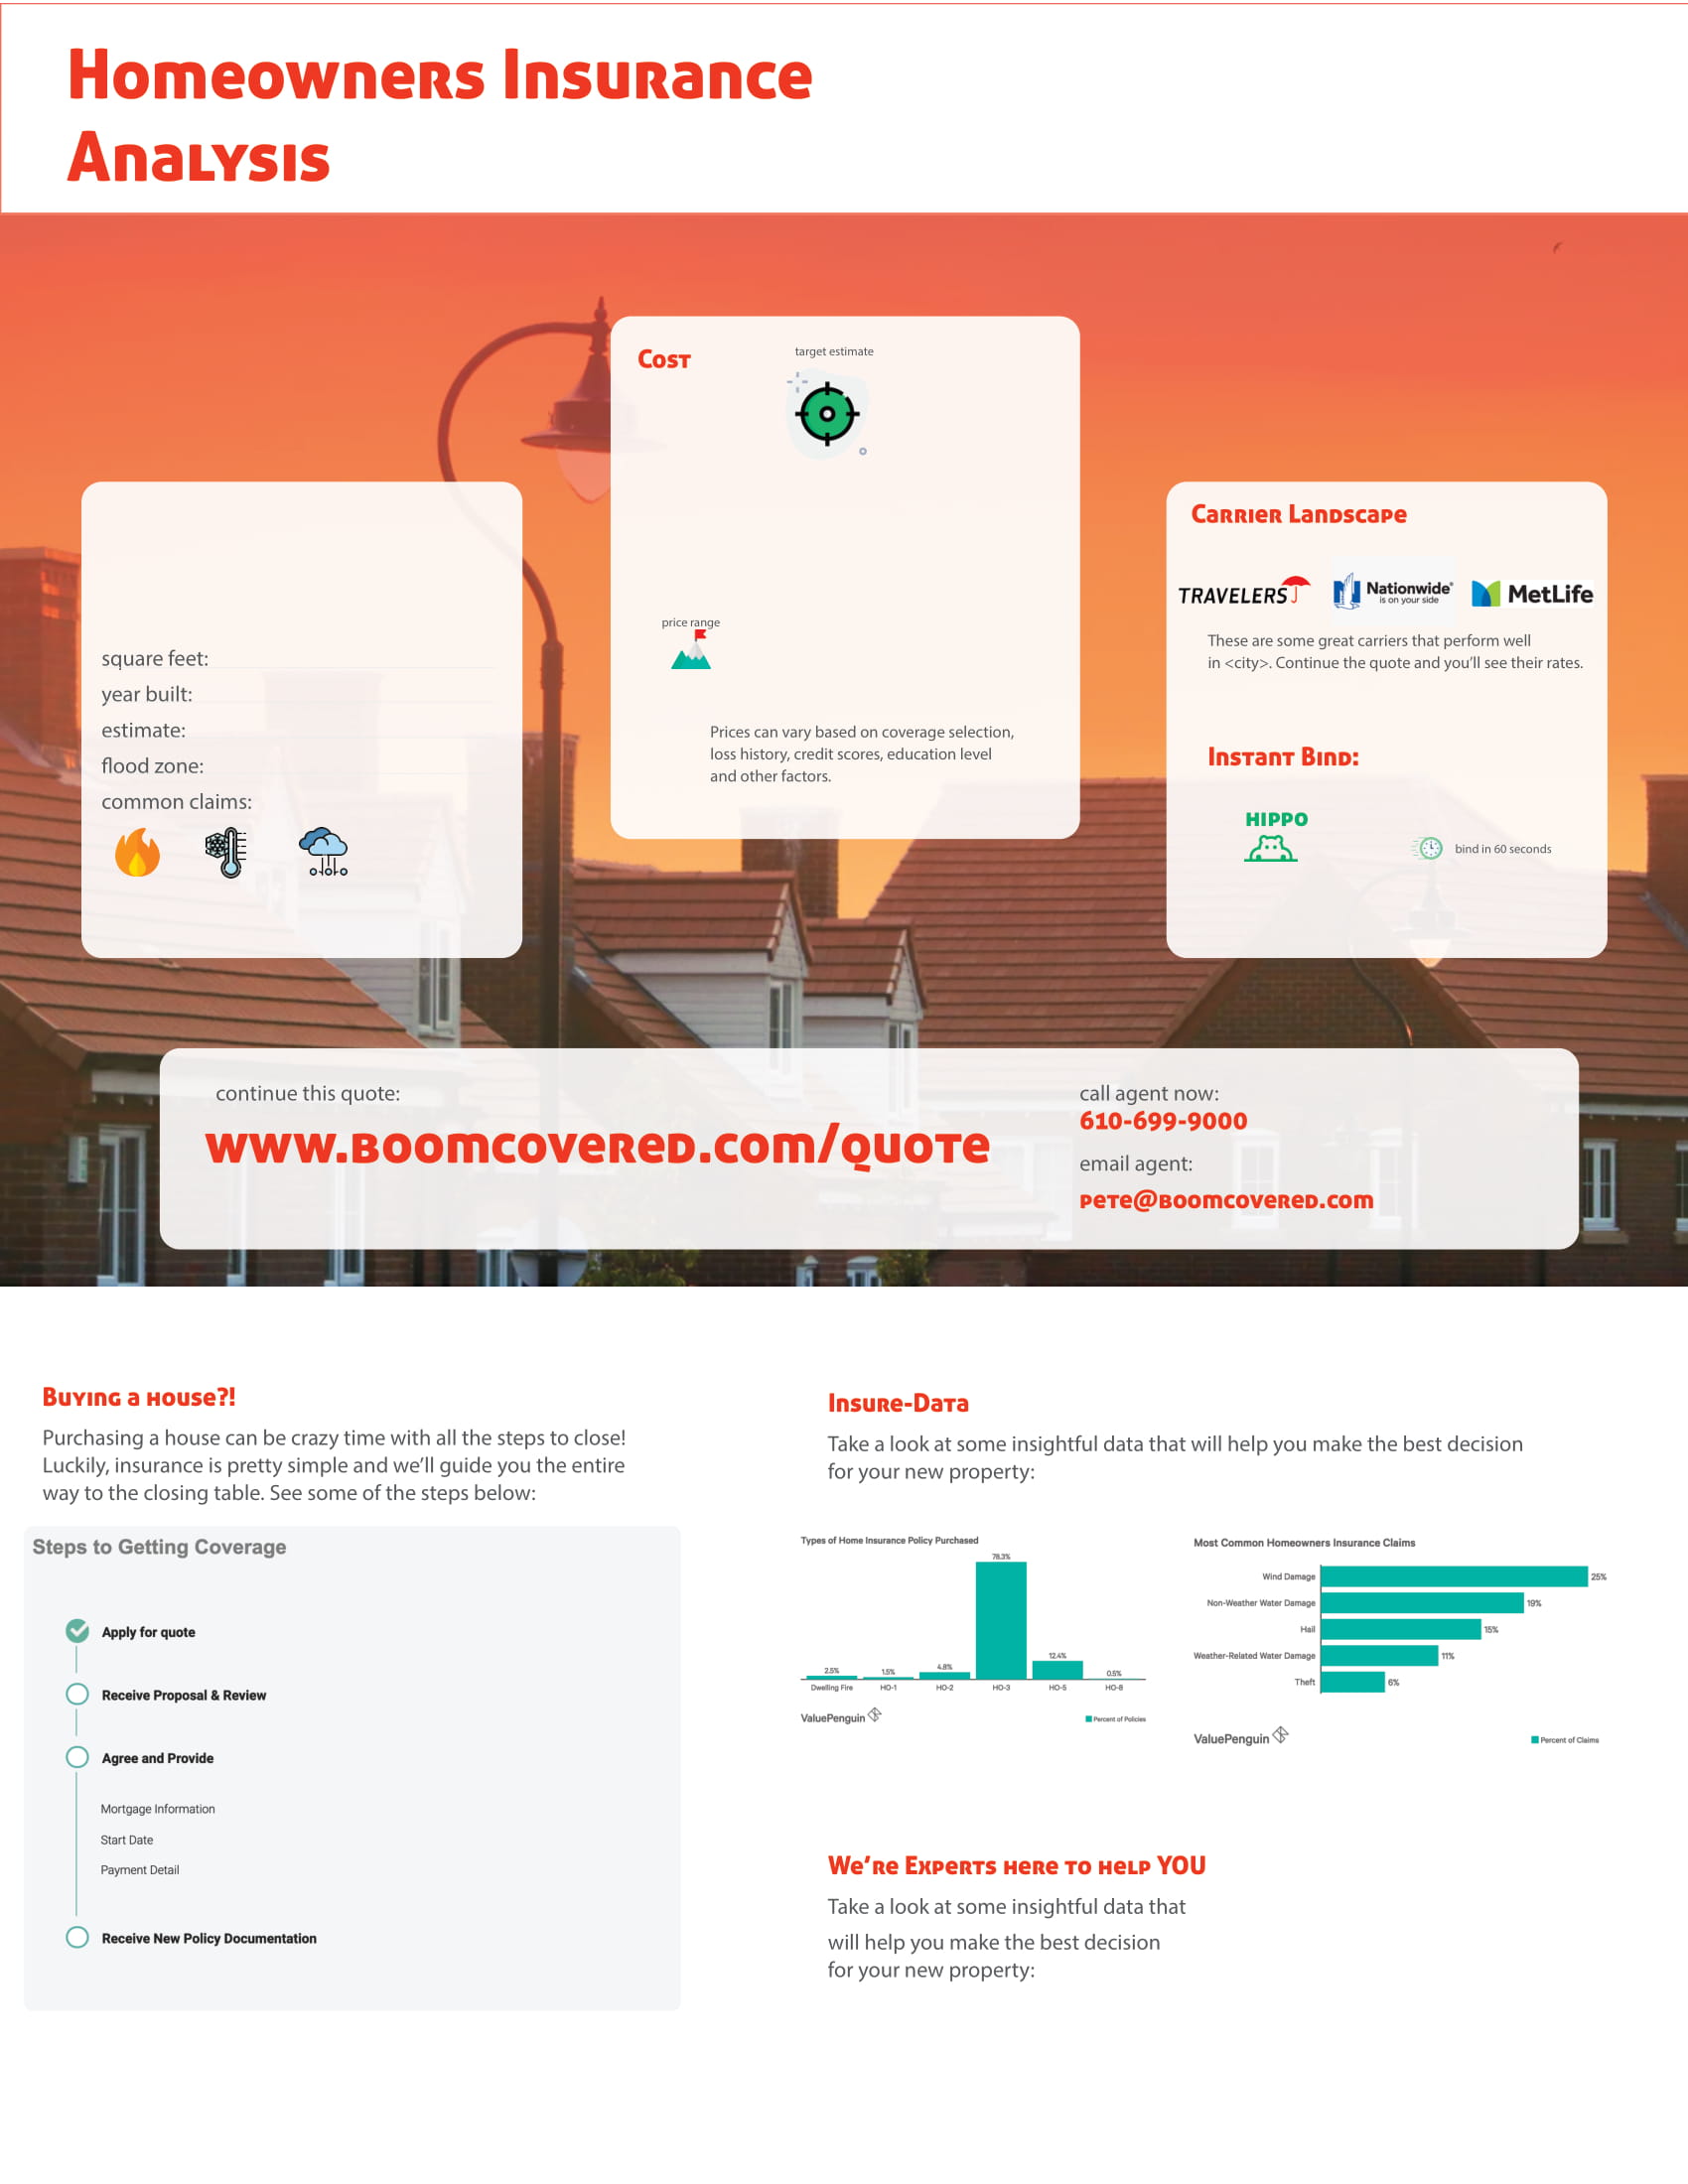 Homeowners Insurance
Analysis
Cost
target estimate
price range
Prices can vary based on coverage selection,
loss history, credit scores, education level
and other factors.
square feet:
year built:
estimate:
flood zone:
common claims:
Carrier Landscape
TRAVELERS
Nationwide®
is on your side
MetLife
These are some great carriers that perform well
in <city>. Continue the quote and you'll see their rates.
Instant Bind:
HIPPO
bind in 60 seconds
continue this quote:
www.boomcovered.com/quote
call agent now:
610-699-9000
email agent:
pete@boomcovered.com
Buying a house?!
Purchasing a house can be crazy time with all the steps to close!
Luckily, insurance is pretty simple and we'll guide you the entire
way to the closing table. See some of the steps below:
Steps to Getting Coverage
Apply for quote
Receive Proposal & Review
Agree and Provide
Mortgage Information
Start Date
Payment Detail
Receive New Policy Documentation
Insure-Data
Take a look at some insightful data that will help you make the best decision
for your new property:
Types of Home Insurance Policy Purchased
78.3%
12.4%
4.8%
2.5%
1.5%
0.5%
Dwelling Fire HO-1 HO-2 HO-3 HO-5 HO-8
ValuePenguin
Percent of Policies
Most Common Homeowners Insurance Claims
Wind Damage 25%
Non-Weather Water Damage 19%
Hail 15%
Weather-Related Water Damage 11%
Theft 6%
ValuePenguin
Percent of Claims
We're Experts here to help YOU
Take a look at some insightful data that
will help you make the best decision
for your new property: